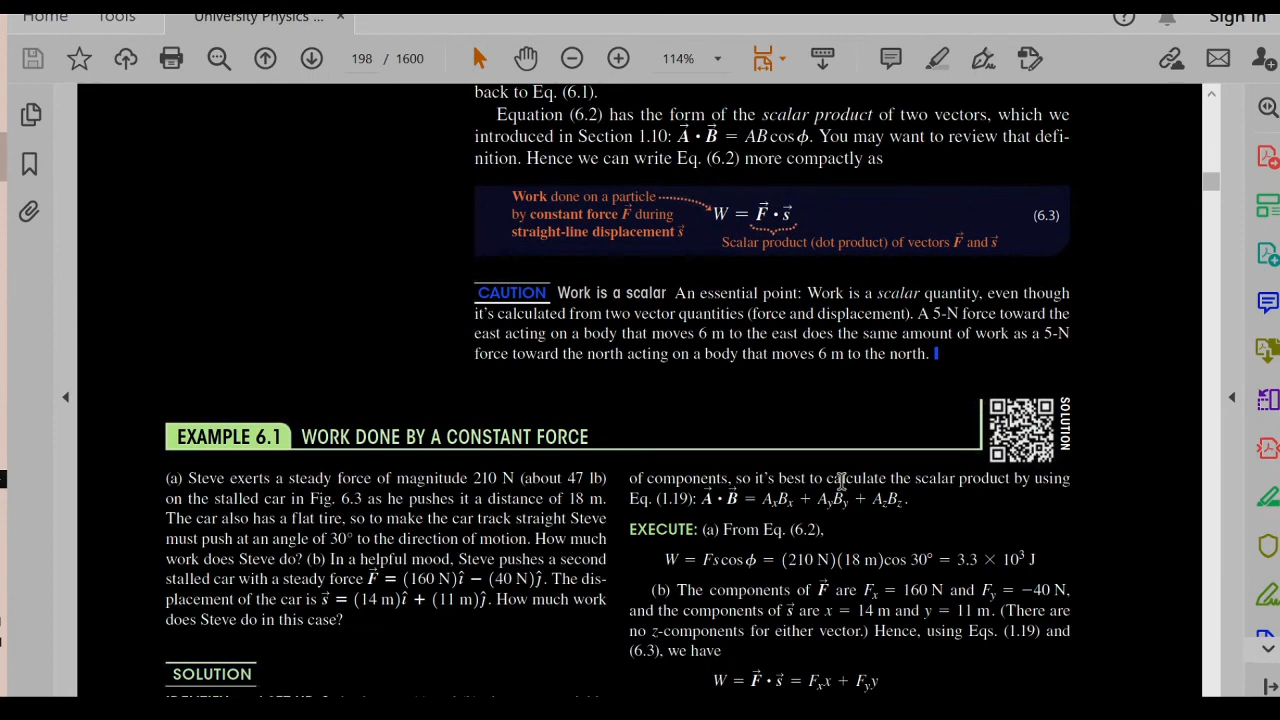 Home Tools University Physics ... × Sign In
198 / 1600 114%
back to Eq. (6.1).
Equation (6.2) has the form of the scalar product of two vectors, which we
introduced in Section 1.10: A⃗ · B⃗ = AB cos ϕ. You may want to review that defi-
nition. Hence we can write Eq. (6.2) more compactly as
Work done on a particle
by constant force F⃗ during
straight-line displacement s⃗
W = F⃗ · s⃗
(6.3)
Scalar product (dot product) of vectors F⃗ and s⃗
CAUTION Work is a scalar An essential point: Work is a scalar quantity, even though
it's calculated from two vector quantities (force and displacement). A 5-N force toward the
east acting on a body that moves 6 m to the east does the same amount of work as a 5-N
force toward the north acting on a body that moves 6 m to the north.
EXAMPLE 6.1 WORK DONE BY A CONSTANT FORCE
SOLUTION
(a) Steve exerts a steady force of magnitude 210 N (about 47 lb)
on the stalled car in Fig. 6.3 as he pushes it a distance of 18 m.
The car also has a flat tire, so to make the car track straight Steve
must push at an angle of 30° to the direction of motion. How much
work does Steve do? (b) In a helpful mood, Steve pushes a second
stalled car with a steady force F⃗ = (160 N)î − (40 N)ĵ. The dis-
placement of the car is s⃗ = (14 m)î + (11 m)ĵ. How much work
does Steve do in this case?
SOLUTION
of components, so it's best to calculate the scalar product by using
Eq. (1.19): A⃗ · B⃗ = AₓBₓ + A_yB_y + A_zB_z.
EXECUTE: (a) From Eq. (6.2),
W = Fs cos ϕ = (210 N)(18 m)cos 30° = 3.3 × 10³ J
(b) The components of F⃗ are Fₓ = 160 N and F_y = −40 N,
and the components of s⃗ are x = 14 m and y = 11 m. (There are
no z-components for either vector.) Hence, using Eqs. (1.19) and
(6.3), we have
W = F⃗ · s⃗ = Fₓx + F_yy